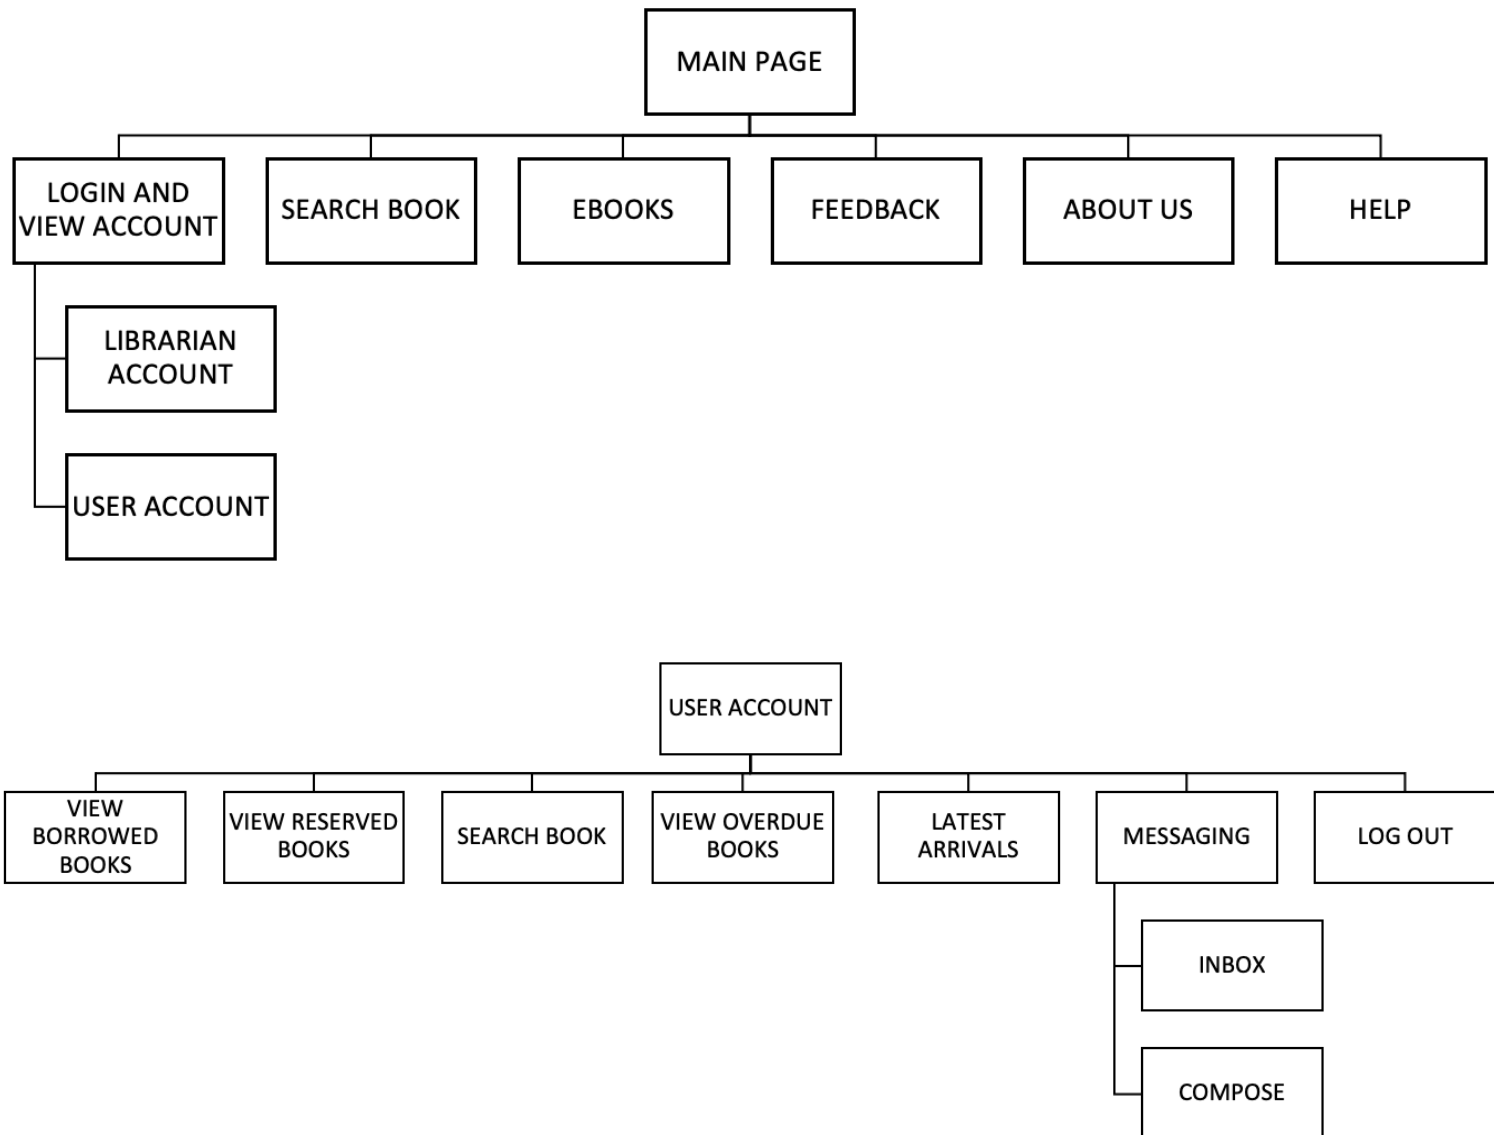 MAIN PAGE
LOGIN AND
VIEW ACCOUNT
SEARCH BOOK
EBOOKS
FEEDBACK
ABOUT US
HELP
LIBRARIAN
ACCOUNT
USER ACCOUNT
USER ACCOUNT
VIEW
BORROWED
BOOKS
VIEW RESERVED
BOOKS
SEARCH BOOK
VIEW OVERDUE
BOOKS
LATEST
ARRIVALS
MESSAGING
LOG OUT
INBOX
COMPOSE